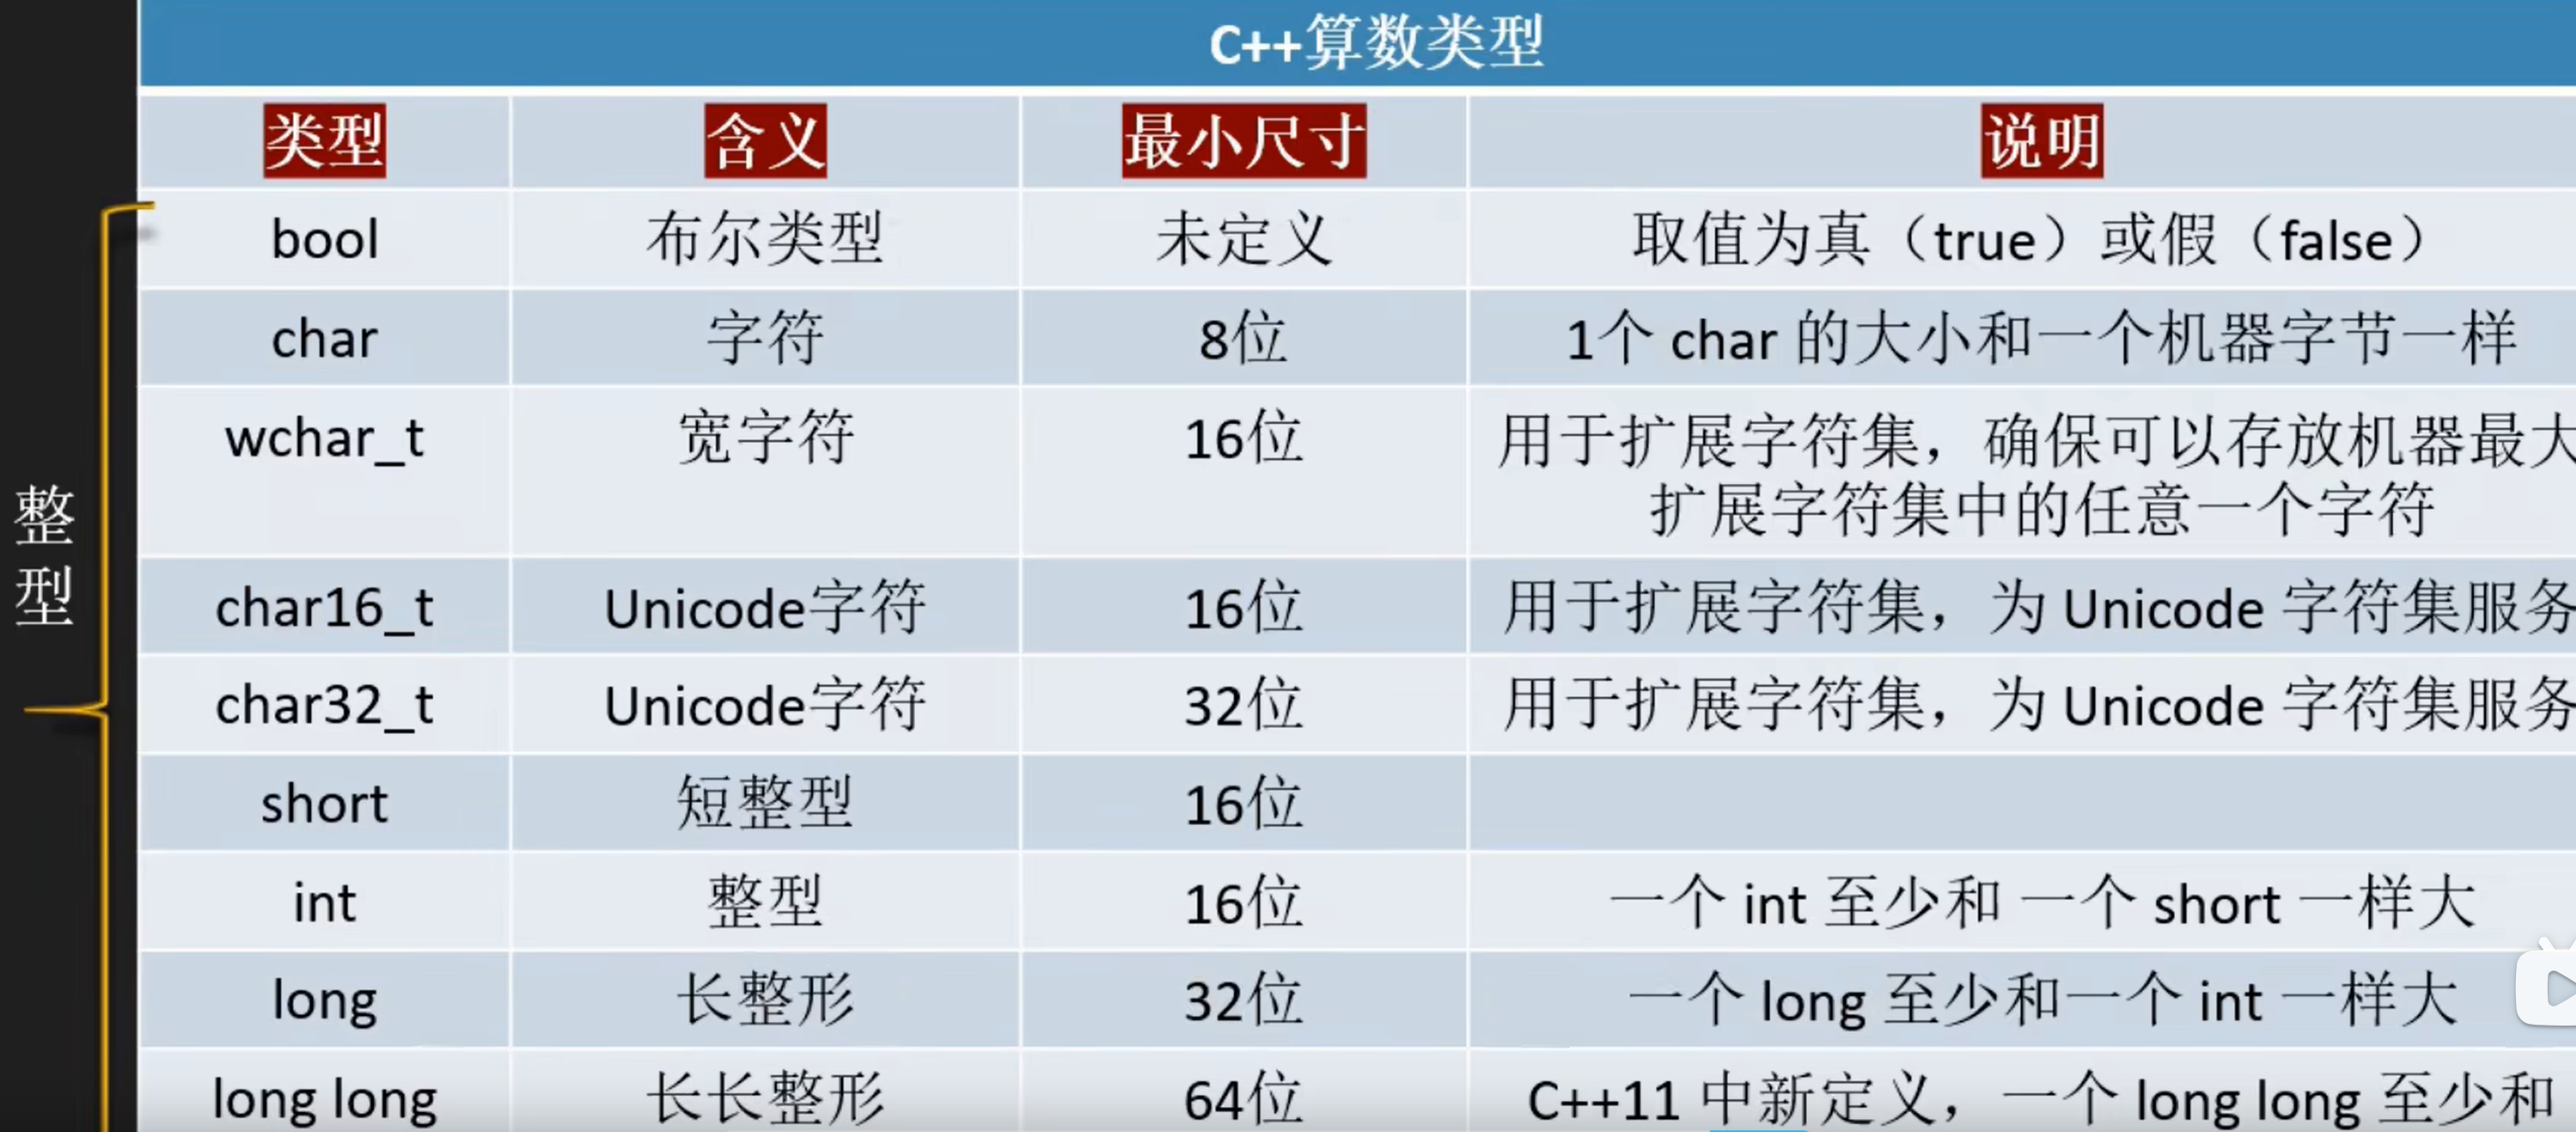 C++算数类型
类型 含义 最小尺寸 说明
bool 布尔类型 未定义 取值为真（true）或假（false）
char 字符 8位 1个 char 的大小和一个机器字节一样
wchar_t 宽字符 16位 用于扩展字符集，确保可以存放机器最大
扩展字符集中的任意一个字符
整型
char16_t Unicode字符 16位 用于扩展字符集，为 Unicode 字符集服务
char32_t Unicode字符 32位 用于扩展字符集，为 Unicode 字符集服务
short 短整型 16位
int 整型 16位 一个 int 至少和 一个 short 一样大
long 长整形 32位 一个 long 至少和一个 int 一样大
long long 长长整形 64位 C++11 中新定义，一个 long long 至少和